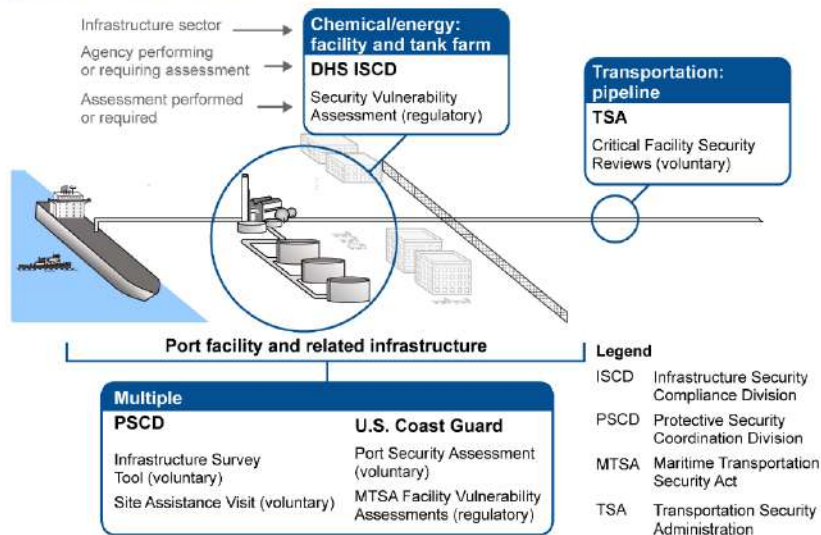 Infrastructure sector
Agency performing
or requiring assessment
Assessment performed
or required
Chemical/energy:
facility and tank farm
DHS ISCD
Security Vulnerability
Assessment (regulatory)
Transportation:
pipeline
TSA
Critical Facility Security
Reviews (voluntary)
Port facility and related infrastructure
Multiple
PSCD
Infrastructure Survey
Tool (voluntary)
Site Assistance Visit (voluntary)
U.S. Coast Guard
Port Security Assessment
(voluntary)
MTSA Facility Vulnerability
Assessments (regulatory)
Legend
ISCD Infrastructure Security
Compliance Division
PSCD Protective Security
Coordination Division
MTSA Maritime Transportation
Security Act
TSA Transportation Security
Administration